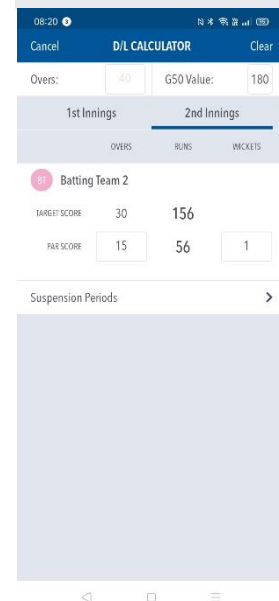 08:20 3
Cancel D/L CALCULATOR Clear
Overs: 40 G50 Value: 180
1st Innings 2nd Innings
OVERS RUNS WICKETS
BT Batting Team 2
TARGET SCORE 30 156
PAR SCORE 15 56 1
Suspension Periods